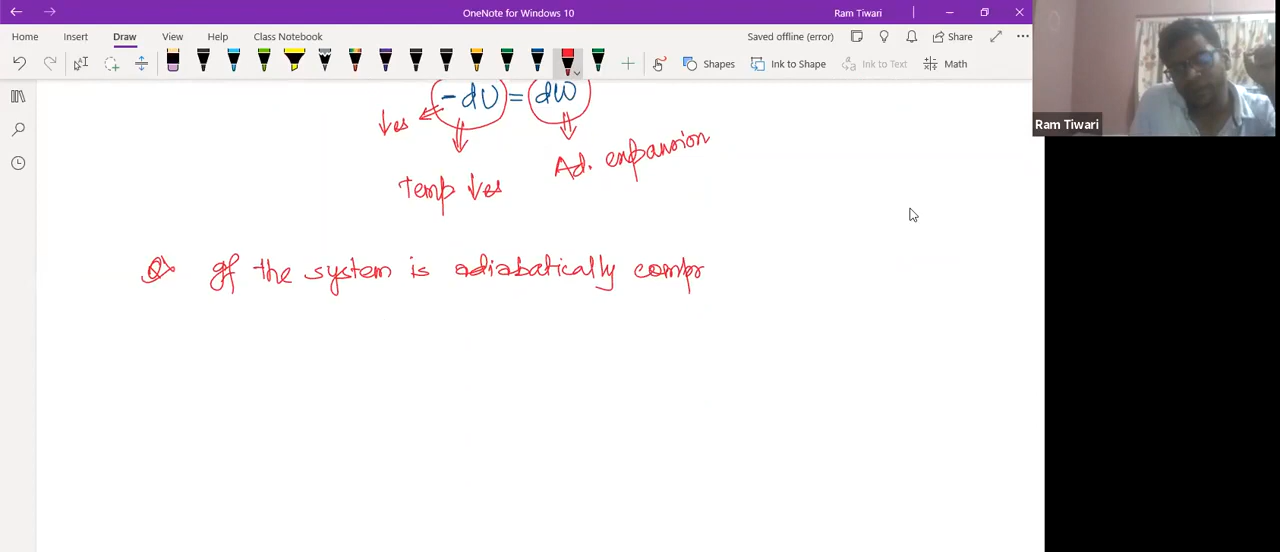 OneNote for Windows 10
Ram Tiwari
Home Insert Draw View Help Class Notebook
Saved offline (error) Share
Shapes Ink to Shape Ink to Text Math
Ram Tiwari
-dU = dW
↓es
Ad. expansion
Temp ↓es
Q If the system is adiabatically compr